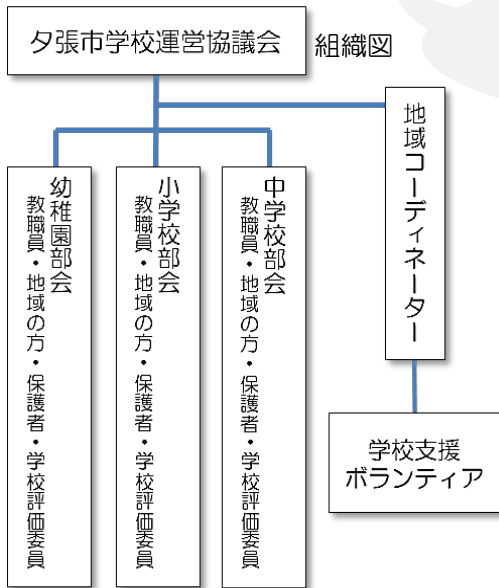 夕張市学校運営協議会
組織図
地域コーディネーター
幼稚園部会
教職員・地域の方・保護者・学校評価委員
小学校部会
教職員・地域の方・保護者・学校評価委員
中学校部会
教職員・地域の方・保護者・学校評価委員
学校支援
ボランティア